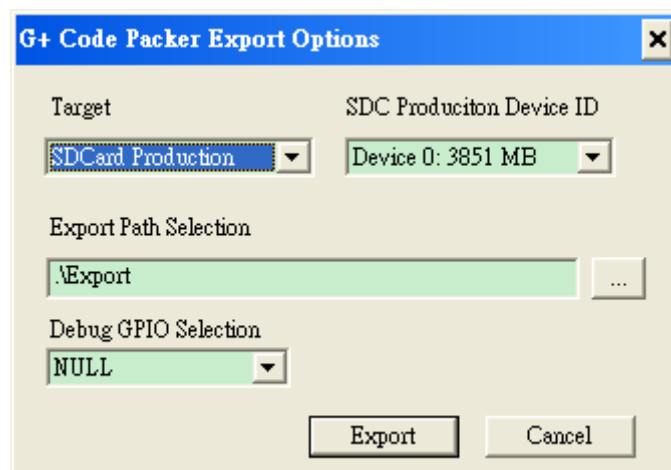 G+ Code Packer Export Options
Target
SDC Produciton Device ID
SDCard Production
Device 0: 3851 MB
Export Path Selection
.\Export
...
Debug GPIO Selection
NULL
Export
Cancel